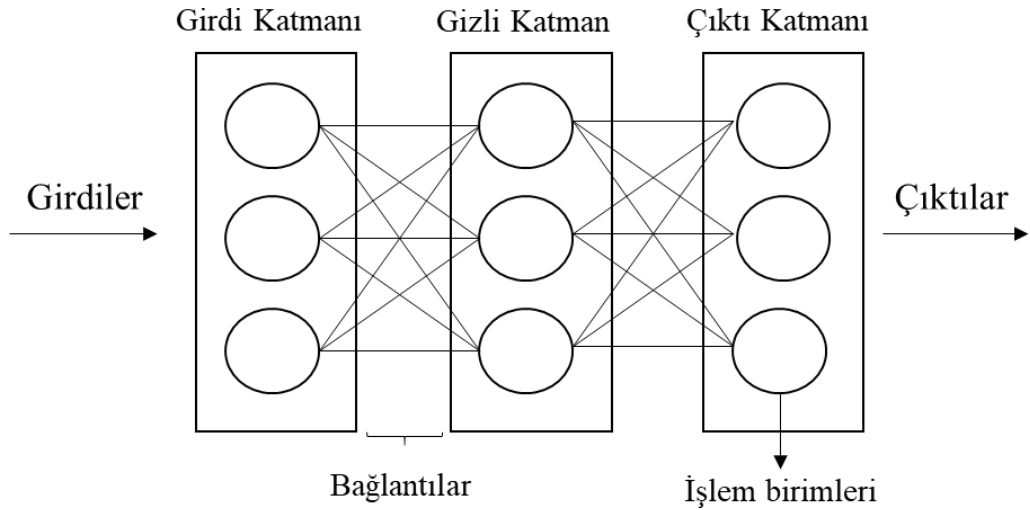 Girdi Katmanı
Gizli Katman
Çıktı Katmanı
Girdiler
Çıktılar
Bağlantılar
İşlem birimleri